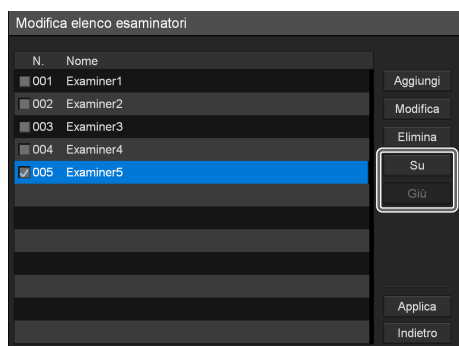 Modifica elenco esaminatori
N. Nome
001 Examiner1
002 Examiner2
003 Examiner3
004 Examiner4
005 Examiner5
Aggiungi
Modifica
Elimina
Su
Giù
Applica
Indietro